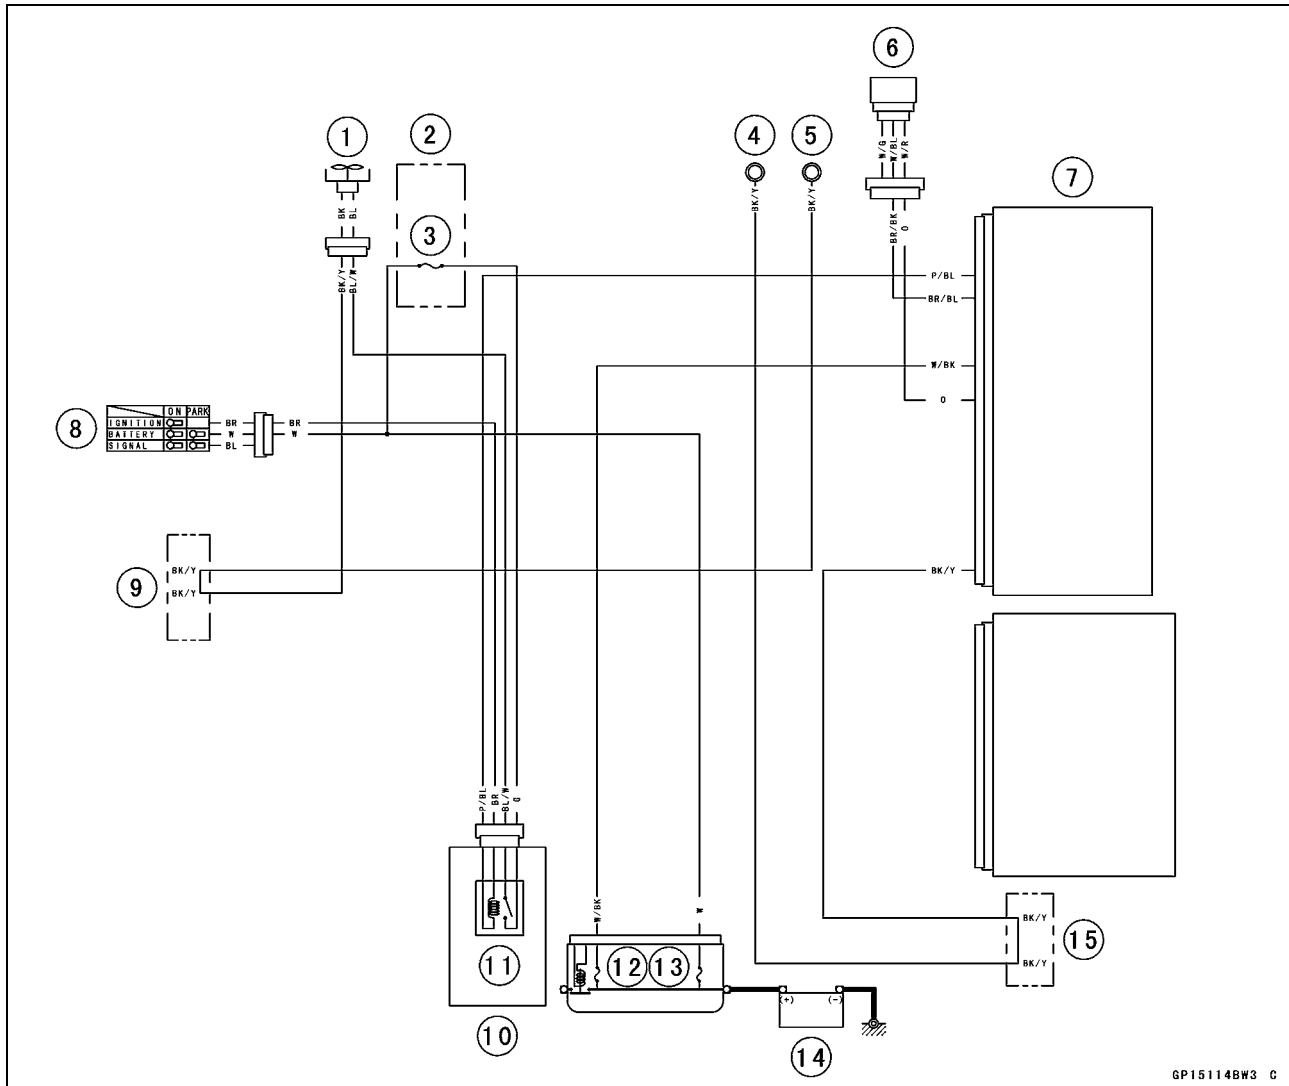 6
1
2
4
5
W/G
W/BL
W/R
7
BK
BL
BK/Y
BK/Y
BR/BK
O
3
BK/Y
BL/W
P/BL
BR/BL
W/BK
O
8
ON PARK
IGNITION
BATTERY
SIGNAL
BR
W
BL
BR
W
9
BK/Y
BK/Y
BK/Y
P/BL
BR
BL/W
G
W/BK
W
BK/Y
BK/Y
15
11
12
13
(+) (-)
10
14
GP15114BW3 C